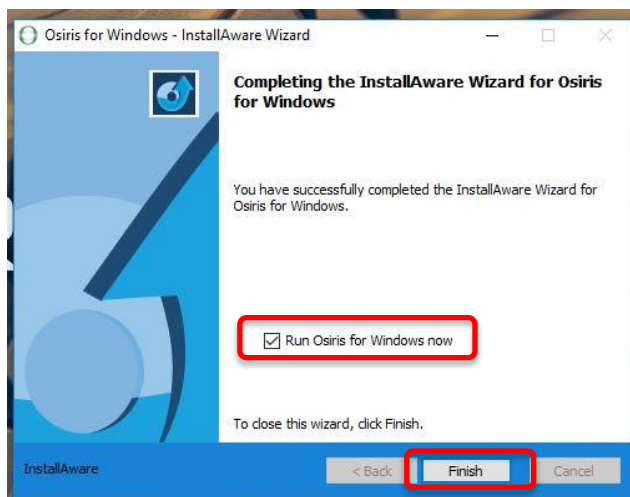 Osiris for Windows - InstallAware Wizard
Completing the InstallAware Wizard for Osiris
for Windows
You have successfully completed the InstallAware Wizard for
Osiris for Windows.
Run Osiris for Windows now
To close this wizard, click Finish.
InstallAware
< Back
Finish
Cancel